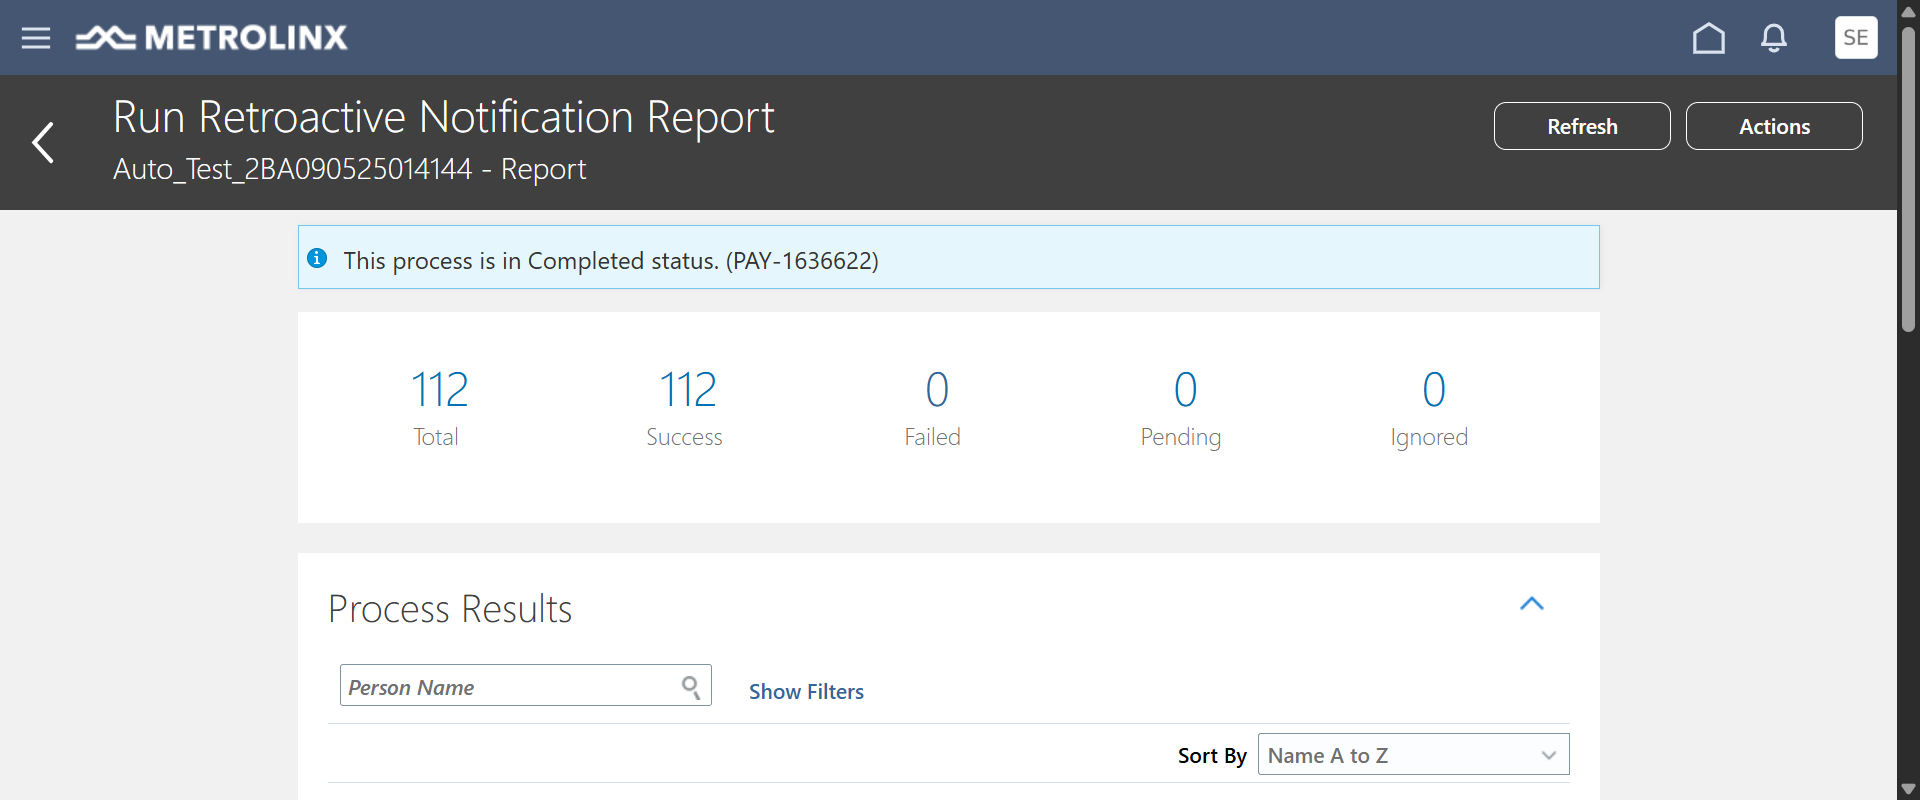 METROLINX
SE
Run Retroactive Notification Report
Auto_Test_2BA090525014144 - Report
Refresh
Actions
This process is in Completed status. (PAY-1636622)
112
Total
112
Success
0
Failed
0
Pending
0
Ignored
Process Results
Person Name
Show Filters
Sort By
Name A to Z